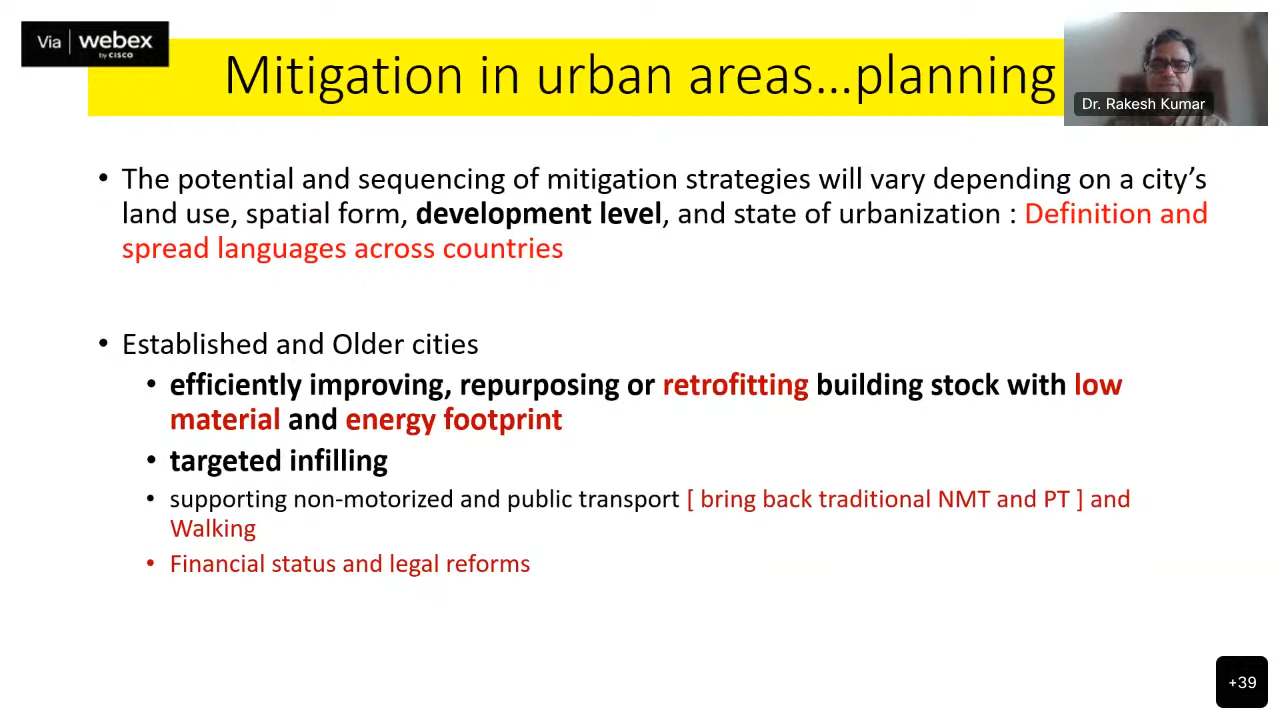 Via webex
by CISCO
Mitigation in urban areas...planning
Dr. Rakesh Kumar
• The potential and sequencing of mitigation strategies will vary depending on a city’s
land use, spatial form, development level, and state of urbanization : Definition and
spread languages across countries
• Established and Older cities
• efficiently improving, repurposing or retrofitting building stock with low
material and energy footprint
• targeted infilling
• supporting non-motorized and public transport [ bring back traditional NMT and PT ] and
Walking
• Financial status and legal reforms
+39